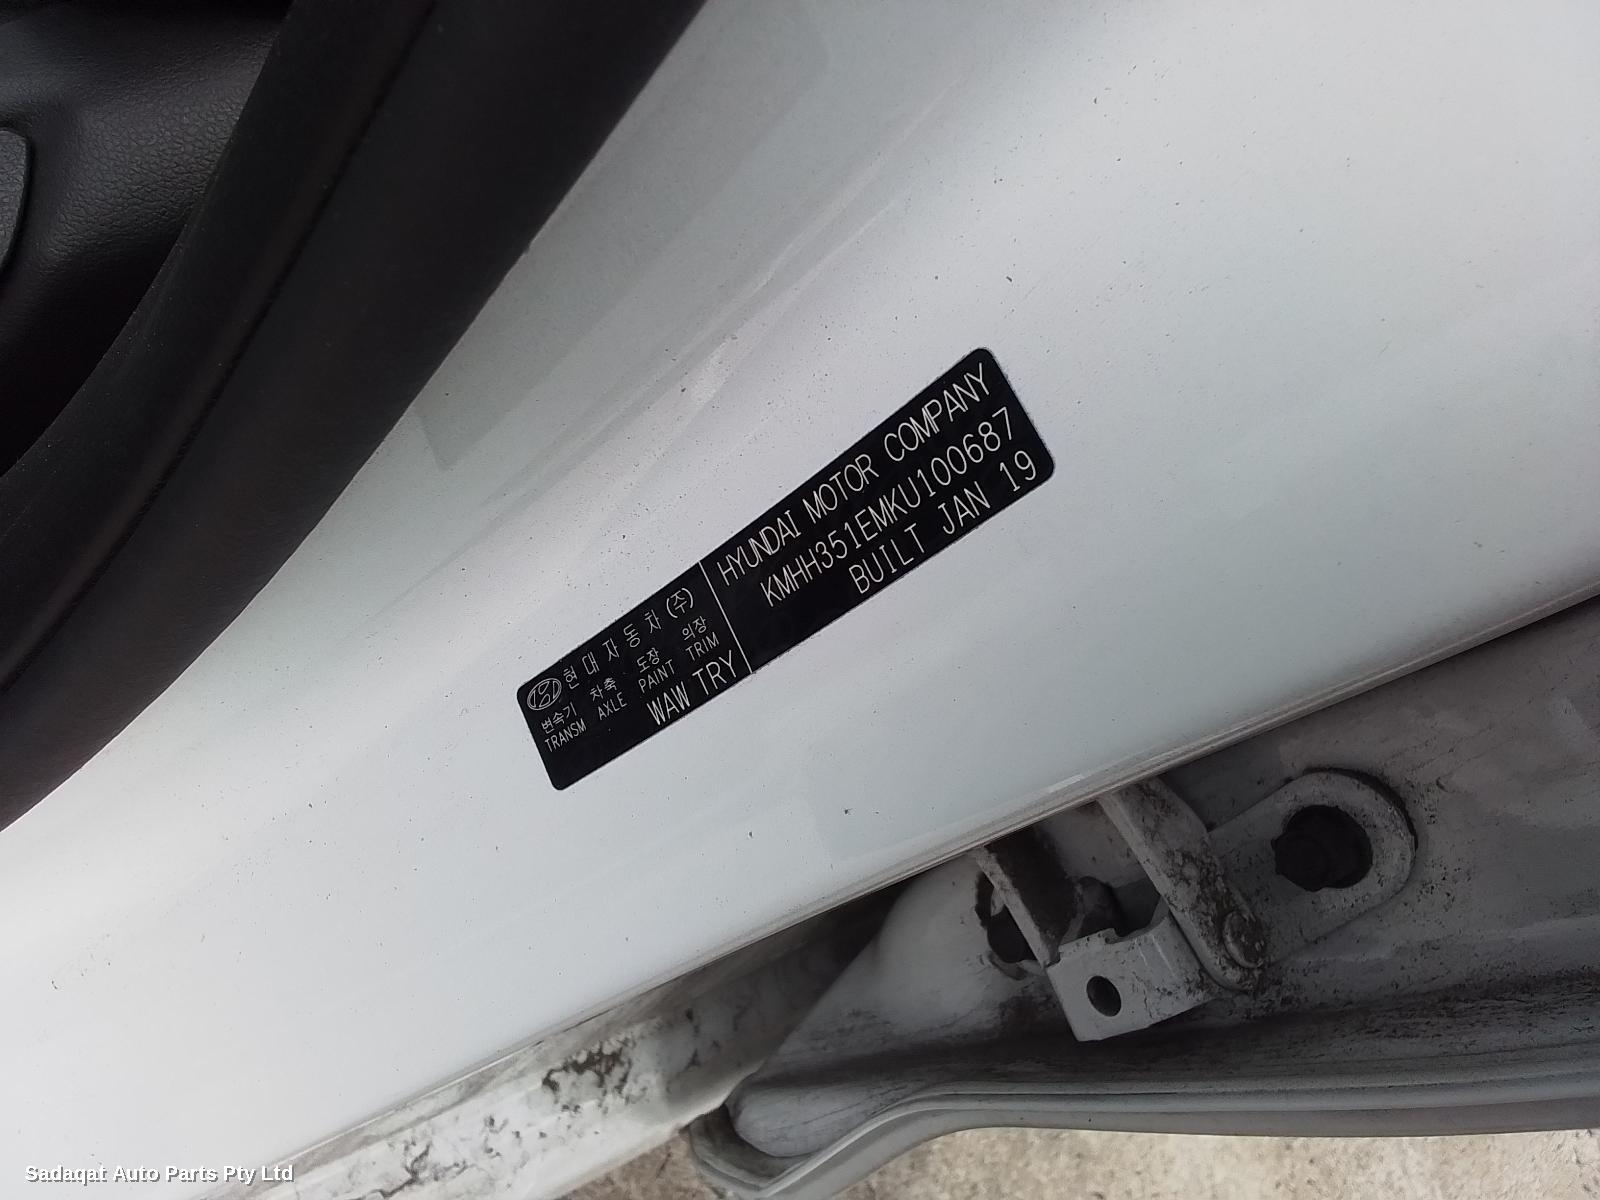 현대자동차(주)
변속기 차축 도장 의장
TRANSM AXLE PAINT TRIM
WAW TRY
HYUNDAI MOTOR COMPANY
KMHH351EMKU100687
BUILT JAN 19
Sadaqat Auto Parts Pty Ltd